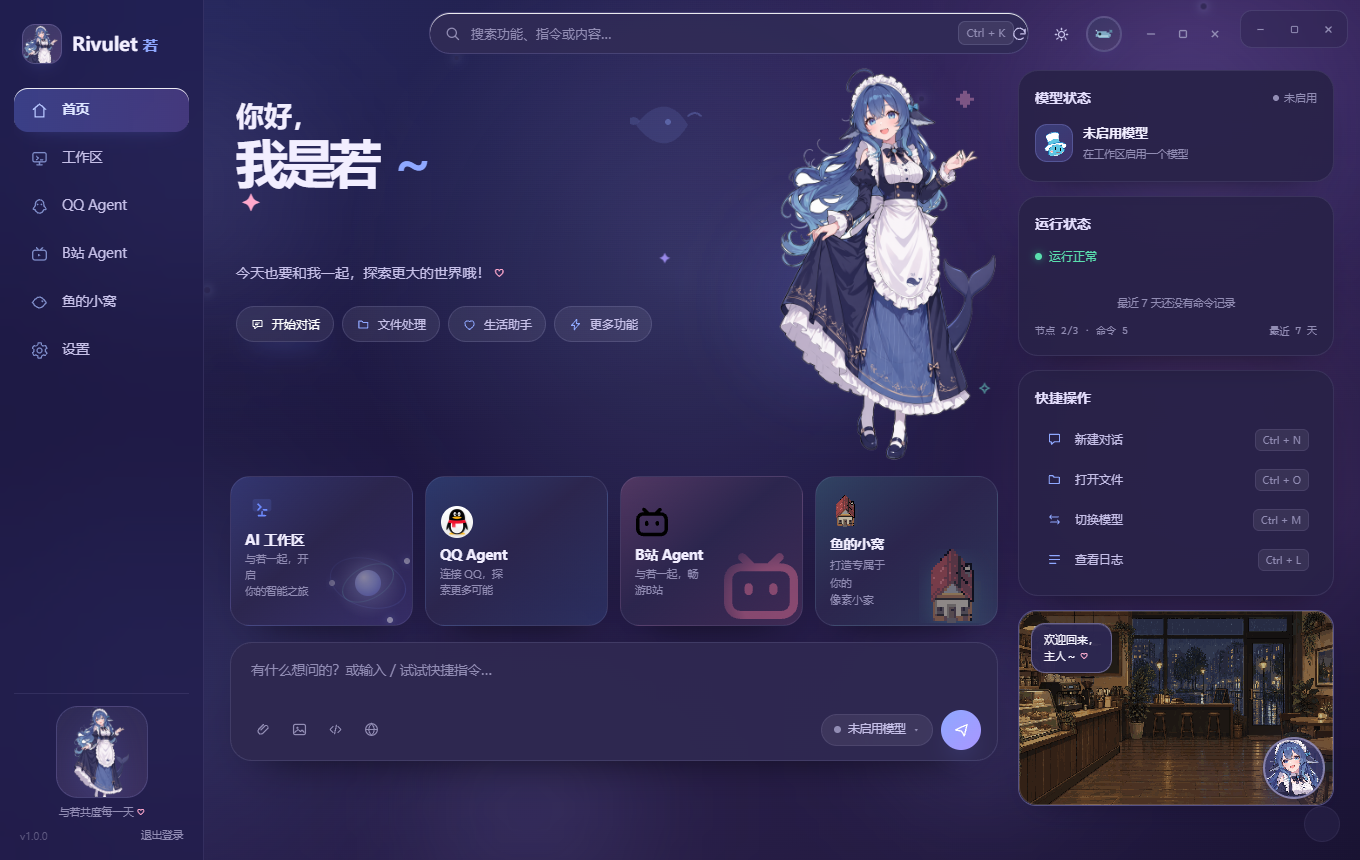 Rivulet 若
搜索功能、指令或内容...
Ctrl + K
首页
工作区
QQ Agent
B站 Agent
鱼的小窝
设置
与若共度每一天
v1.0.0
退出登录
你好，
我是若 ~
今天也要和我一起，探索更大的世界哦！
开始对话
文件处理
生活助手
更多功能
AI 工作区
与若一起，开
启
你的智能之旅
QQ Agent
连接 QQ，探
索更多可能
B站 Agent
与若一起，畅
游B站
鱼的小窝
打造专属于
你的
像素小家
有什么想问的？或输入 / 试试快捷指令...
未启用模型
模型状态
未启用
未启用模型
在工作区启用一个模型
运行状态
运行正常
最近 7 天还没有命令记录
节点 2/3 · 命令 5
最近 7 天
快捷操作
新建对话
Ctrl + N
打开文件
Ctrl + O
切换模型
Ctrl + M
查看日志
Ctrl + L
欢迎回来，
主人 ~